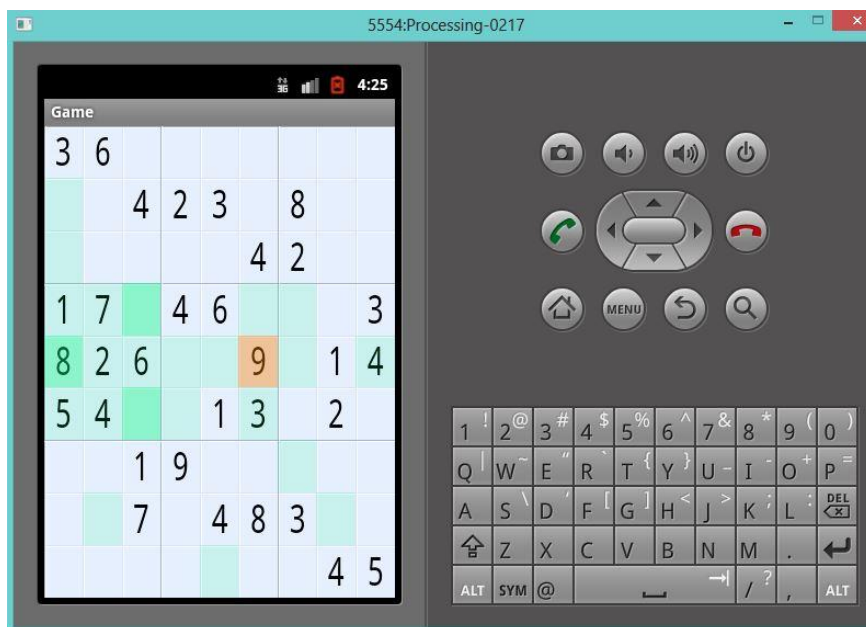 5554:Processing-0217
3G 4:25
Game
3 6
4 2 3 8
4 2
1 7 4 6 3
8 2 6 9 1 4
5 4 1 3 2
1 9
7 4 8 3
4 5
MENU
1 ! 2 @ 3 # 4 $ 5 % 6 ^ 7 & 8 * 9 ( 0 )
Q | W ~ E " R ` T { Y } U _ I - O + P =
A S \ D ' F [ G ] H < J > K ; L : DEL
Z X C V B N M .
ALT SYM @ / ? , ALT